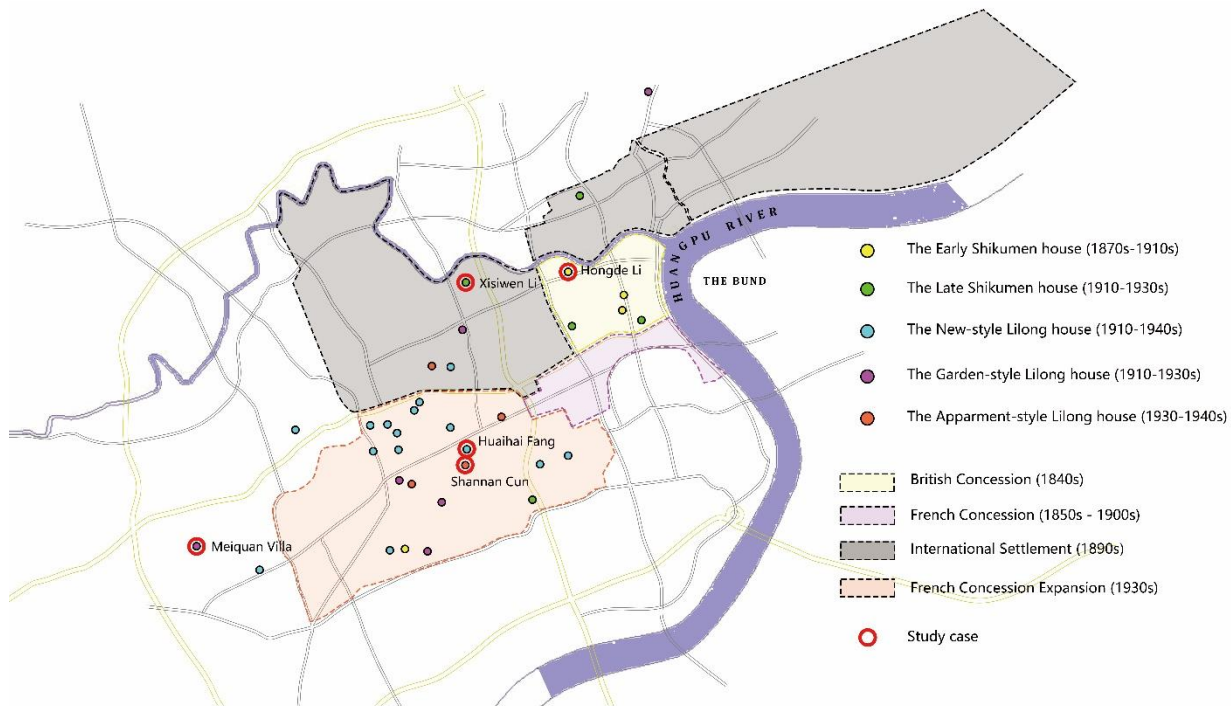 HUANGPU RIVER
THE BUND
Hongde Li
Xisiwen Li
Huaihai Fang
Shannan Cun
Meiquan Villa
The Early Shikumen house (1870s-1910s)
The Late Shikumen house (1910-1930s)
The New-style Lilong house (1910-1940s)
The Garden-style Lilong house (1910-1930s)
The Apparment-style Lilong house (1930-1940s)
British Concession (1840s)
French Concession (1850s - 1900s)
International Settlement (1890s)
French Concession Expansion (1930s)
Study case